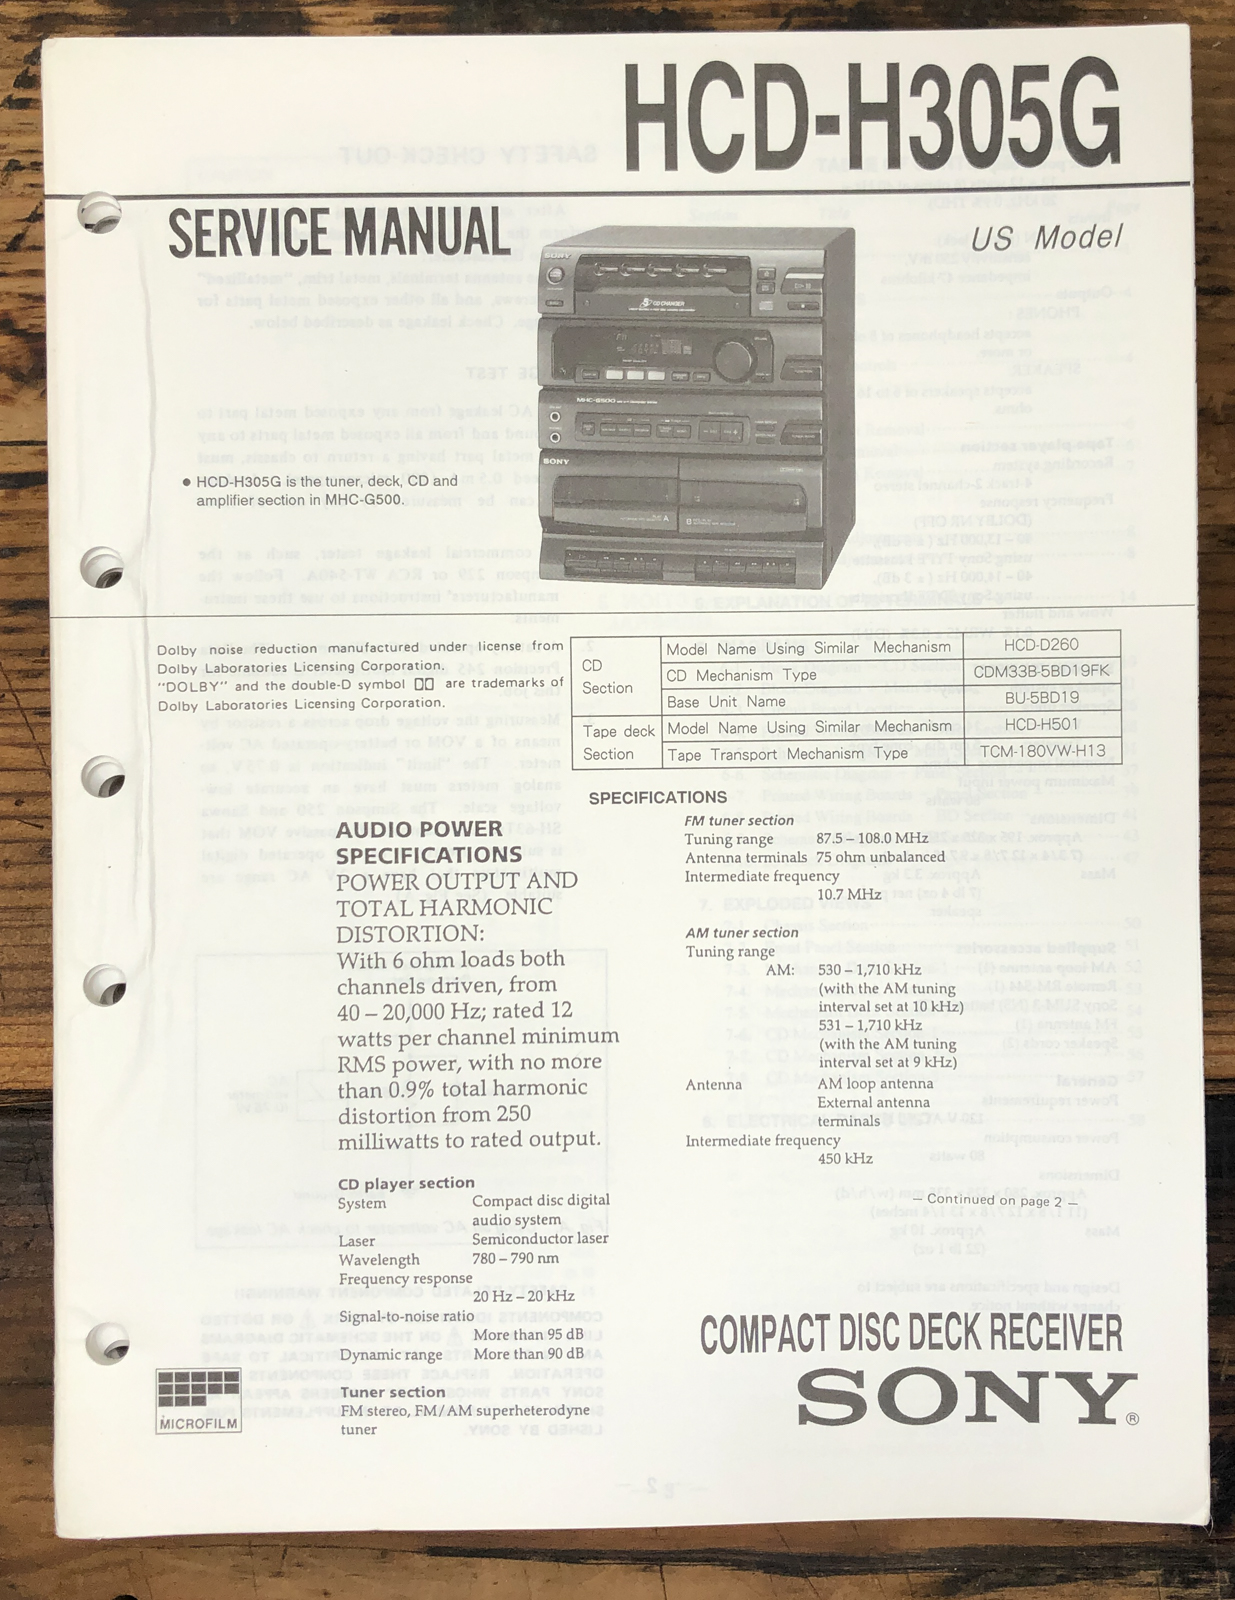 HCD-H305G
SERVICE MANUAL
US Model
SONY
CD CHANGER
MHC-G500
SONY
A
B
● HCD-H305G is the tuner, deck, CD and
amplifier section in MHC-G500.
Dolby noise reduction manufactured under license from
Dolby Laboratories Licensing Corporation.
"DOLBY" and the double-D symbol are trademarks of
Dolby Laboratories Licensing Corporation.
CD Section
Model Name Using Similar Mechanism HCD-D260
CD Mechanism Type CDM33B-5BD19FK
Base Unit Name BU-5BD19
Tape deck Section
Model Name Using Similar Mechanism HCD-H501
Tape Transport Mechanism Type TCM-180VW-H13
SPECIFICATIONS
AUDIO POWER
SPECIFICATIONS
POWER OUTPUT AND
TOTAL HARMONIC
DISTORTION:
With 6 ohm loads both
channels driven, from
40 – 20,000 Hz; rated 12
watts per channel minimum
RMS power, with no more
than 0.9% total harmonic
distortion from 250
milliwatts to rated output.
CD player section
System Compact disc digital
audio system
Laser Semiconductor laser
Wavelength 780 – 790 nm
Frequency response
20 Hz – 20 kHz
Signal-to-noise ratio
More than 95 dB
Dynamic range More than 90 dB
Tuner section
FM stereo, FM/AM superheterodyne
tuner
FM tuner section
Tuning range 87.5 – 108.0 MHz
Antenna terminals 75 ohm unbalanced
Intermediate frequency
10.7 MHz
AM tuner section
Tuning range
AM: 530 – 1,710 kHz
(with the AM tuning
interval set at 10 kHz)
531 – 1,710 kHz
(with the AM tuning
interval set at 9 kHz)
Antenna AM loop antenna
External antenna
terminals
Intermediate frequency
450 kHz
– Continued on page 2 –
MICROFILM
COMPACT DISC DECK RECEIVER
SONY®